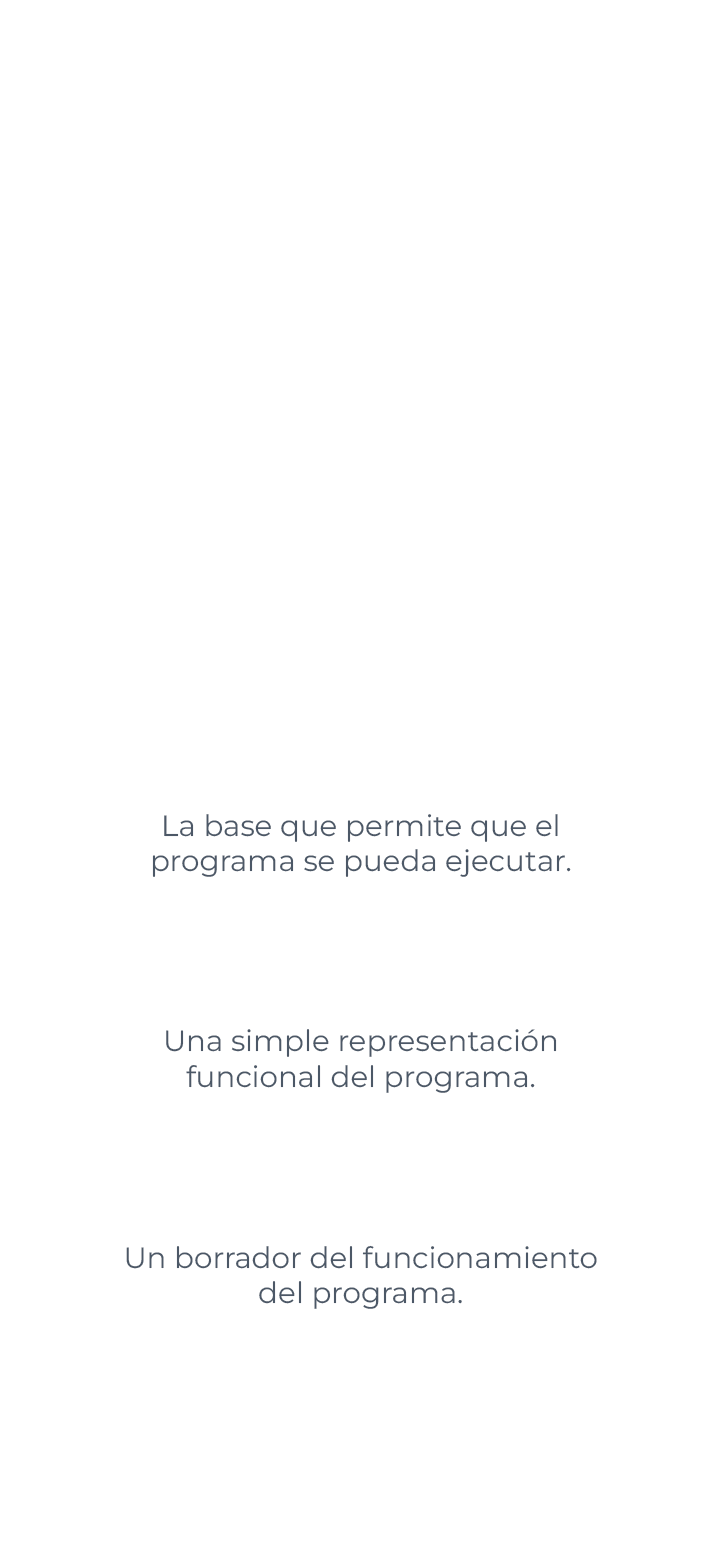 La base que permite que el
programa se pueda ejecutar.
Una simple representación
funcional del programa.
Un borrador del funcionamiento
del programa.